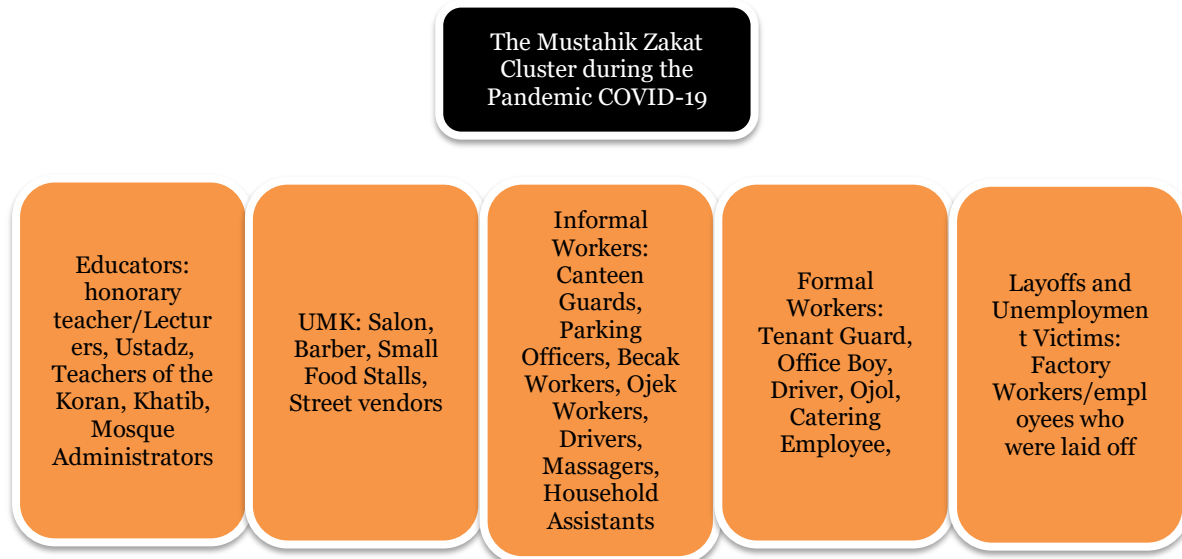 The Mustahik Zakat
Cluster during the
Pandemic COVID-19
Educators:
honorary
teacher/Lectur
ers, Ustadz,
Teachers of the
Koran, Khatib,
Mosque
Administrators
UMK: Salon,
Barber, Small
Food Stalls,
Street vendors
Informal
Workers:
Canteen
Guards,
Parking
Officers, Becak
Workers, Ojek
Workers,
Drivers,
Massagers,
Household
Assistants
Formal
Workers:
Tenant Guard,
Office Boy,
Driver, Ojol,
Catering
Employee,
Layoffs and
Unemploymen
t Victims:
Factory
Workers/empl
oyees who
were laid off